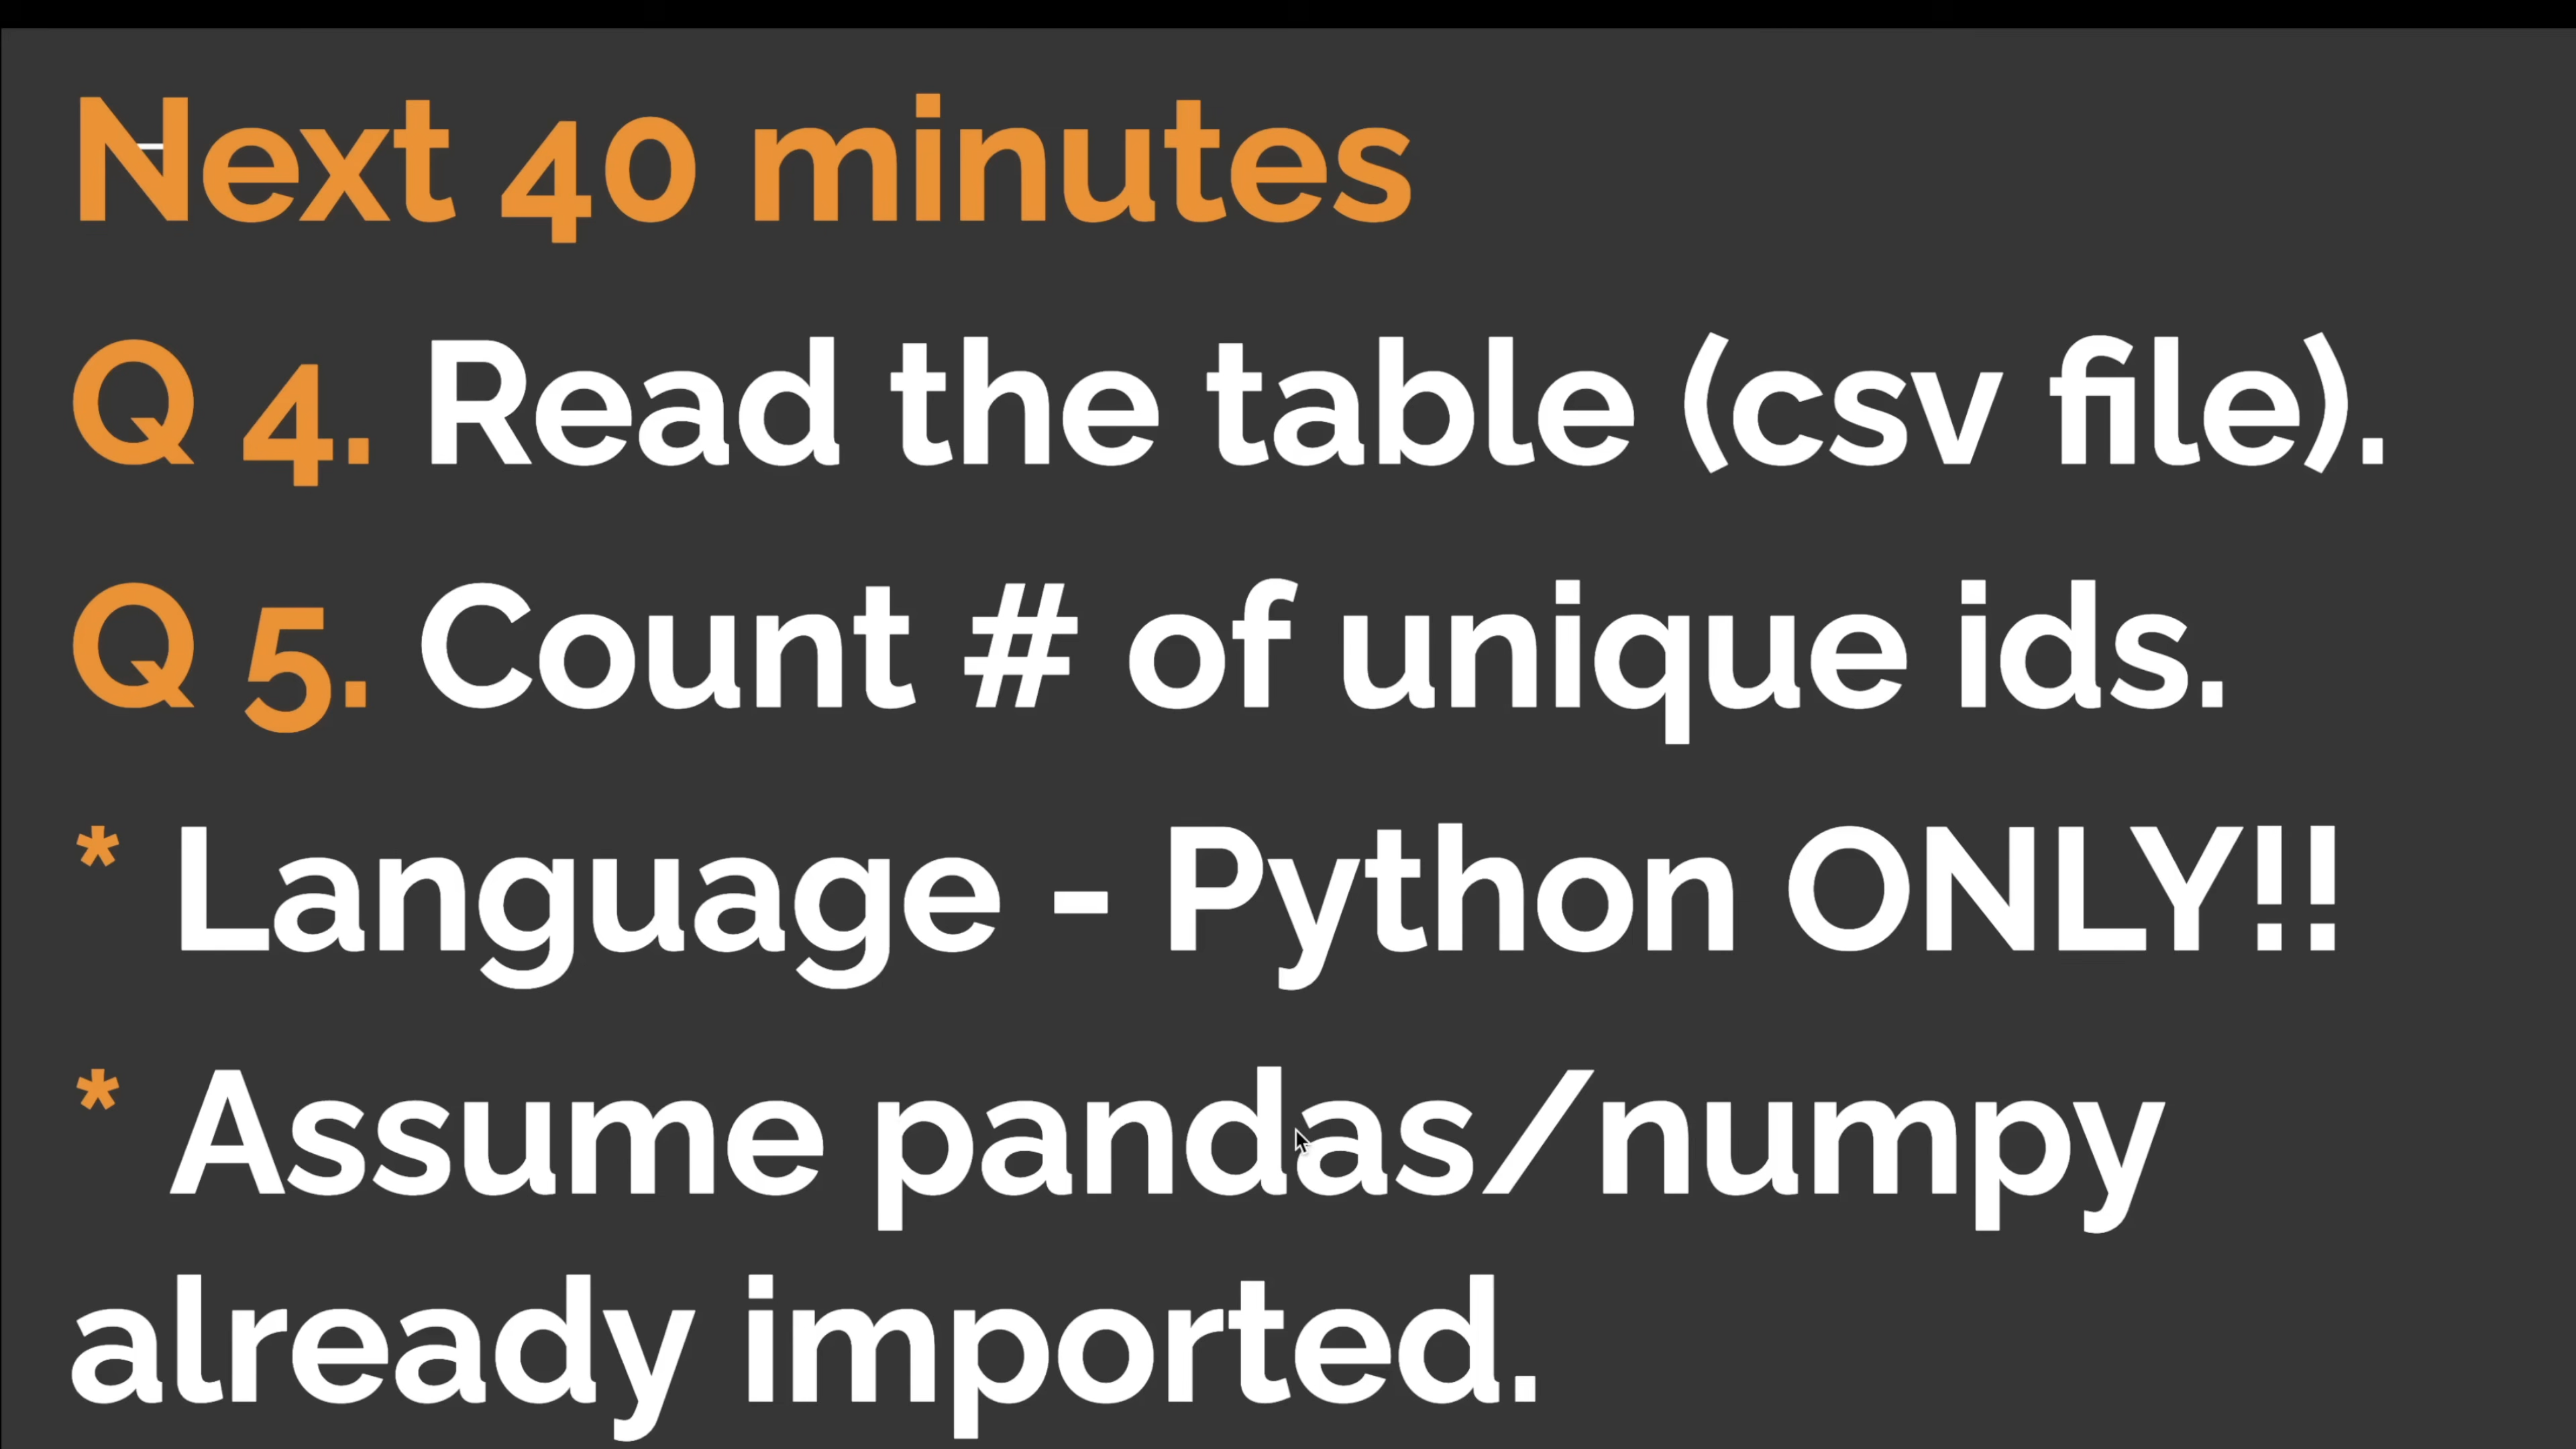 Next 40 minutes
Q 4. Read the table (csv file).
Q 5. Count # of unique ids.
* Language - Python ONLY!!
* Assume pandas/numpy
already imported.